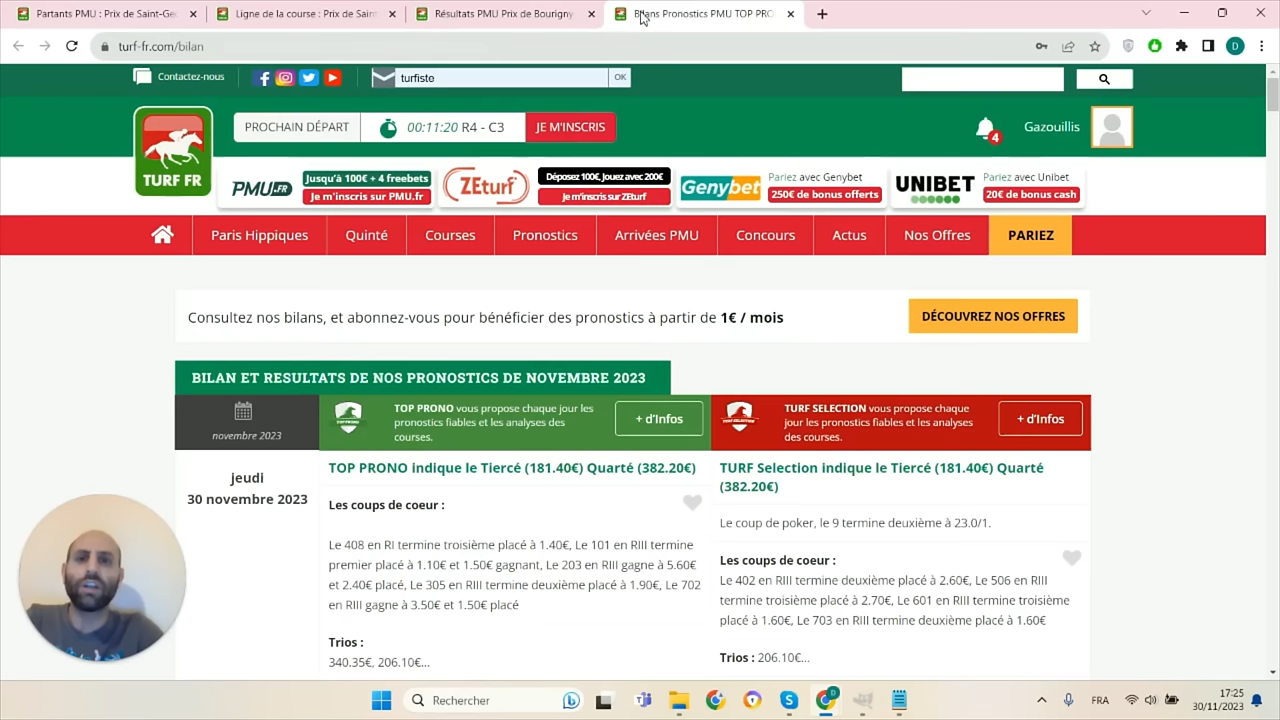 Partants PMU : Prix de Saint-Ge
Ligne de la course : Prix de Saint
Résultats PMU Prix de Bourigny
Bilans Pronostics PMU TOP PRO
turf-fr.com/bilan
D
Contactez-nous
turfiste
OK
TURF FR
PROCHAIN DÉPART
00:11:20 R4 - C3
JE M'INSCRIS
4
Gazouillis
PMU.FR
Jusqu'à 100€ + 4 freebets
Je m'inscris sur PMU.fr
ZEturf
Déposez 100€, Jouez avec 200€
Je m'inscris sur ZEturf
Genybet
Pariez avec Genybet
250€ de bonus offerts
UNIBET
Pariez avec Unibet
20€ de bonus cash
Paris Hippiques
Quinté
Courses
Pronostics
Arrivées PMU
Concours
Actus
Nos Offres
PARIEZ
Consultez nos bilans, et abonnez-vous pour bénéficier des pronostics à partir de 1€ / mois
DÉCOUVREZ NOS OFFRES
BILAN ET RESULTATS DE NOS PRONOSTICS DE NOVEMBRE 2023
novembre 2023
TOP PRONO vous propose chaque jour les
pronostics fiables et les analyses des
courses.
+ d'Infos
TURF SELECTION vous propose chaque
jour les pronostics fiables et les analyses
des courses.
+ d'Infos
jeudi
30 novembre 2023
TOP PRONO indique le Tiercé (181.40€) Quarté (382.20€)
Les coups de coeur :
Le 408 en RI termine troisième placé à 1.40€, Le 101 en RIII termine
premier placé à 1.10€ et 1.50€ gagnant, Le 203 en RIII gagne à 5.60€
et 2.40€ placé, Le 305 en RIII termine deuxième placé à 1.90€, Le 702
en RIII gagne à 3.50€ et 1.50€ placé
Trios :
340.35€, 206.10€...
TURF Selection indique le Tiercé (181.40€) Quarté
(382.20€)
Le coup de poker, le 9 termine deuxième à 23.0/1.
Les coups de coeur :
Le 402 en RIII termine deuxième placé à 2.60€, Le 506 en RIII
termine troisième placé à 2.70€, Le 601 en RIII termine troisième
placé à 1.60€, Le 703 en RIII termine deuxième placé à 1.60€
Trios : 206.10€...
Rechercher
FRA
17:25
30/11/2023